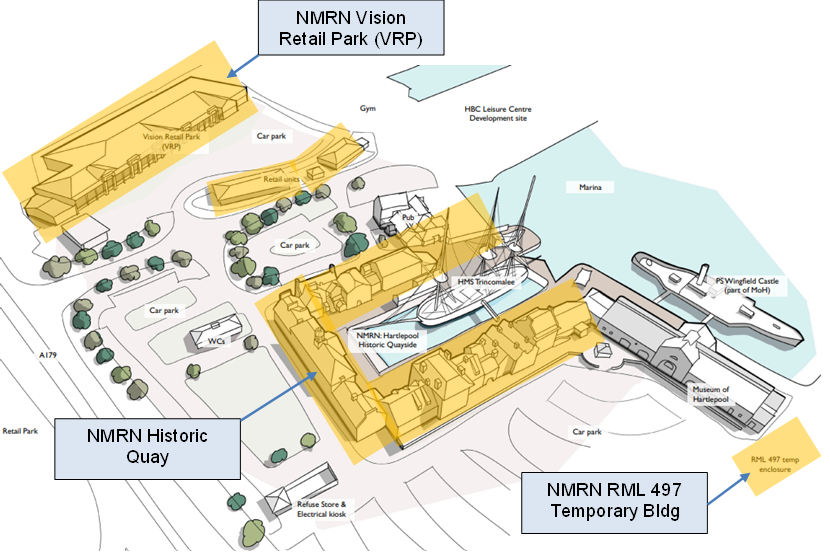 NMRN Vision
Retail Park (VRP)
Gym
HBC Leisure Centre
Development site
Car park
Vision Retail Park
(VRP)
Retail units
Marina
Pub
Car park
HMS Trincomalee
PS Wingfield Castle
(part of MoH)
Car park
WCs
NMRN: Hartlepool
Historic Quayside
A179
Museum of
Hartlepool
Retail Park
NMRN Historic
Quay
Car park
RML 497 temp
enclosure
NMRN RML 497
Temporary Bldg
Refuse Store &
Electrical kiosk